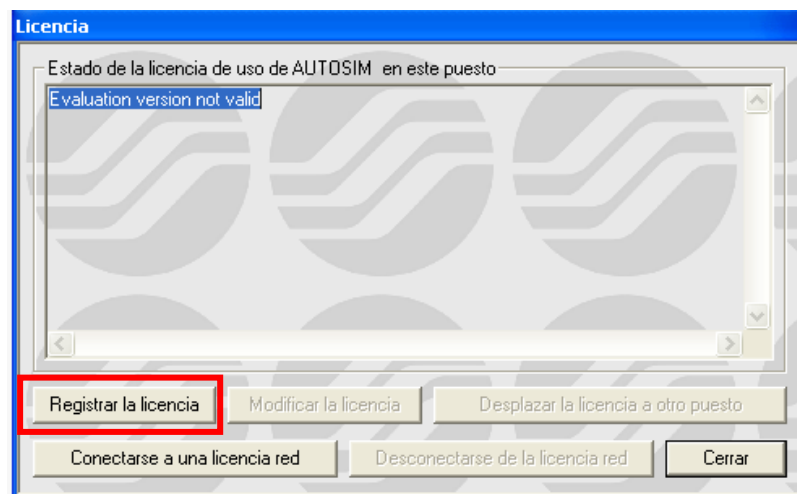 Licencia
Estado de la licencia de uso de AUTOSIM en este puesto
Evaluation version not valid
Registrar la licencia
Modificar la licencia
Desplazar la licencia a otro puesto
Conectarse a una licencia red
Desconectarse de la licencia red
Cerrar